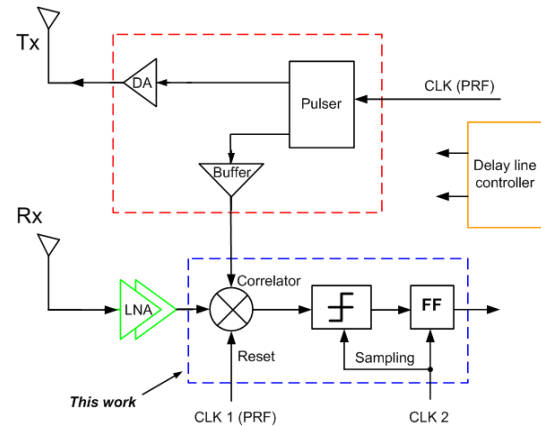 Tx
DA
Pulser
CLK (PRF)
Buffer
Delay line
controller
Rx
LNA
Correlator
FF
Reset
Sampling
This work
CLK 1 (PRF)
CLK 2